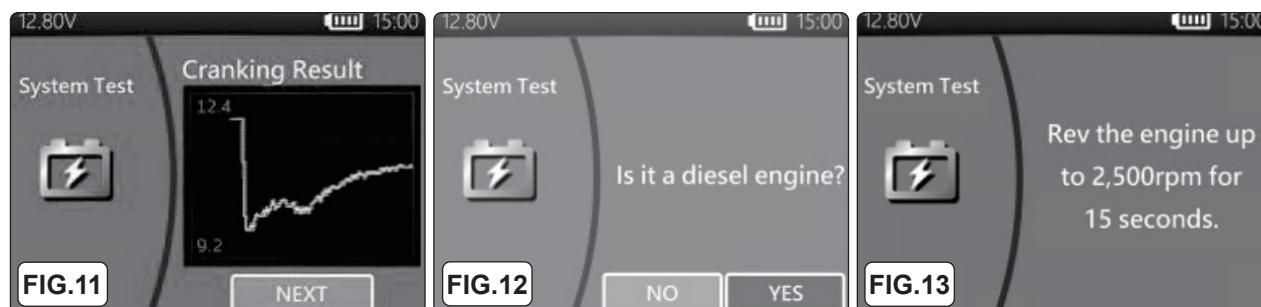 12.80V 15:00
System Test
Cranking Result
12.4
9.2
NEXT
FIG.11
12.80V 15:00
System Test
Is it a diesel engine?
NO YES
FIG.12
12.80V 15:00
System Test
Rev the engine up
to 2,500rpm for
15 seconds.
FIG.13